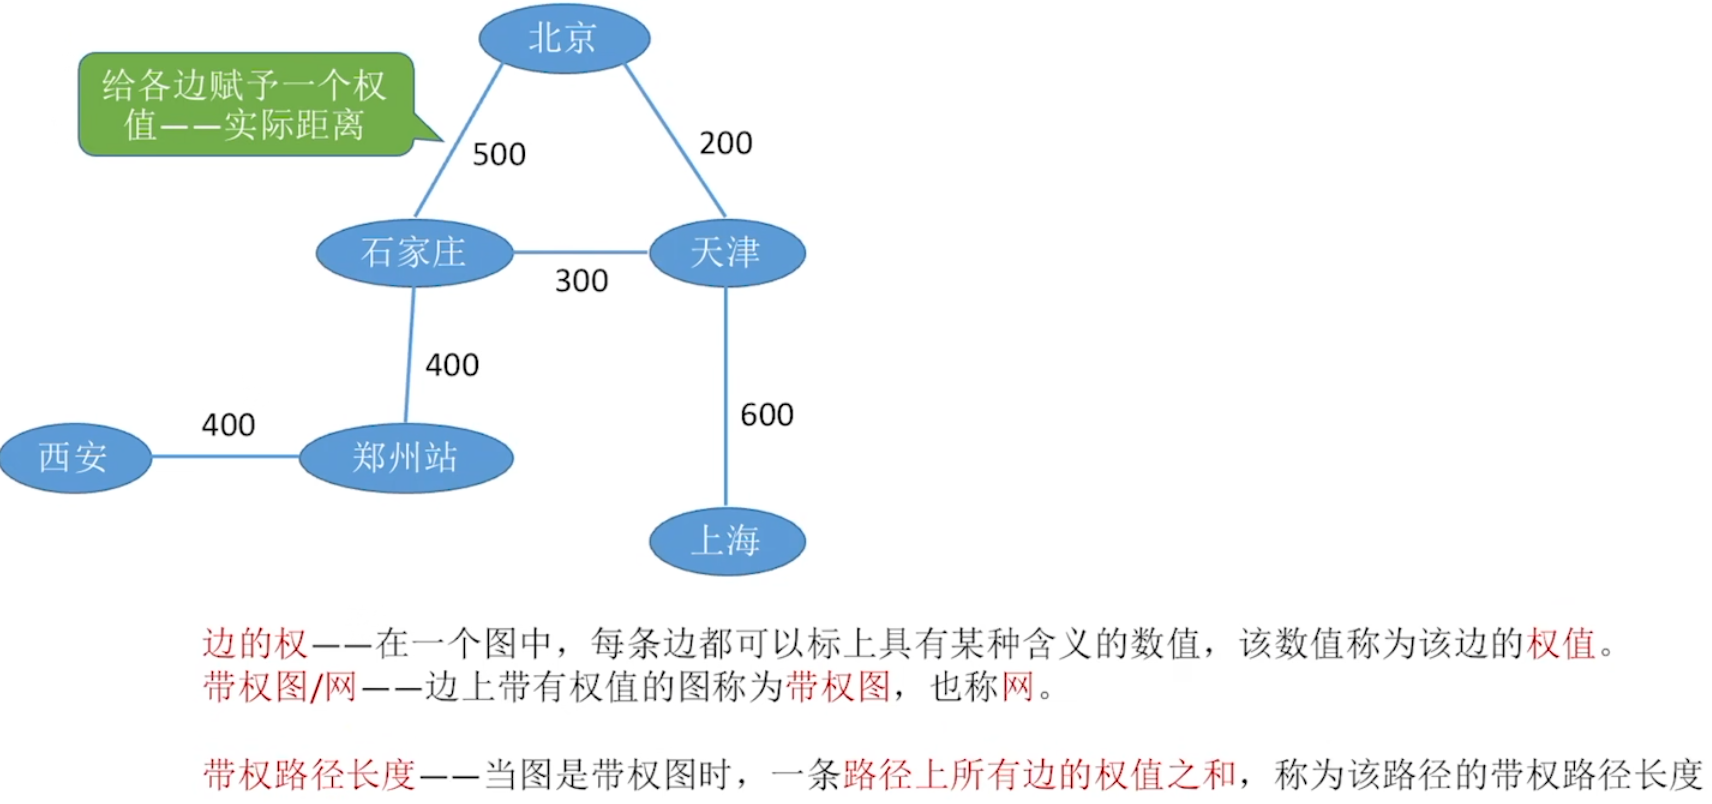 北京
给各边赋予一个权
值——实际距离
500
200
石家庄
天津
300
400
600
400
西安
郑州站
上海
边的权——在一个图中，每条边都可以标上具有某种含义的数值，该数值称为该边的权值。
带权图/网——边上带有权值的图称为带权图，也称网。
带权路径长度——当图是带权图时，一条路径上所有边的权值之和，称为该路径的带权路径长度